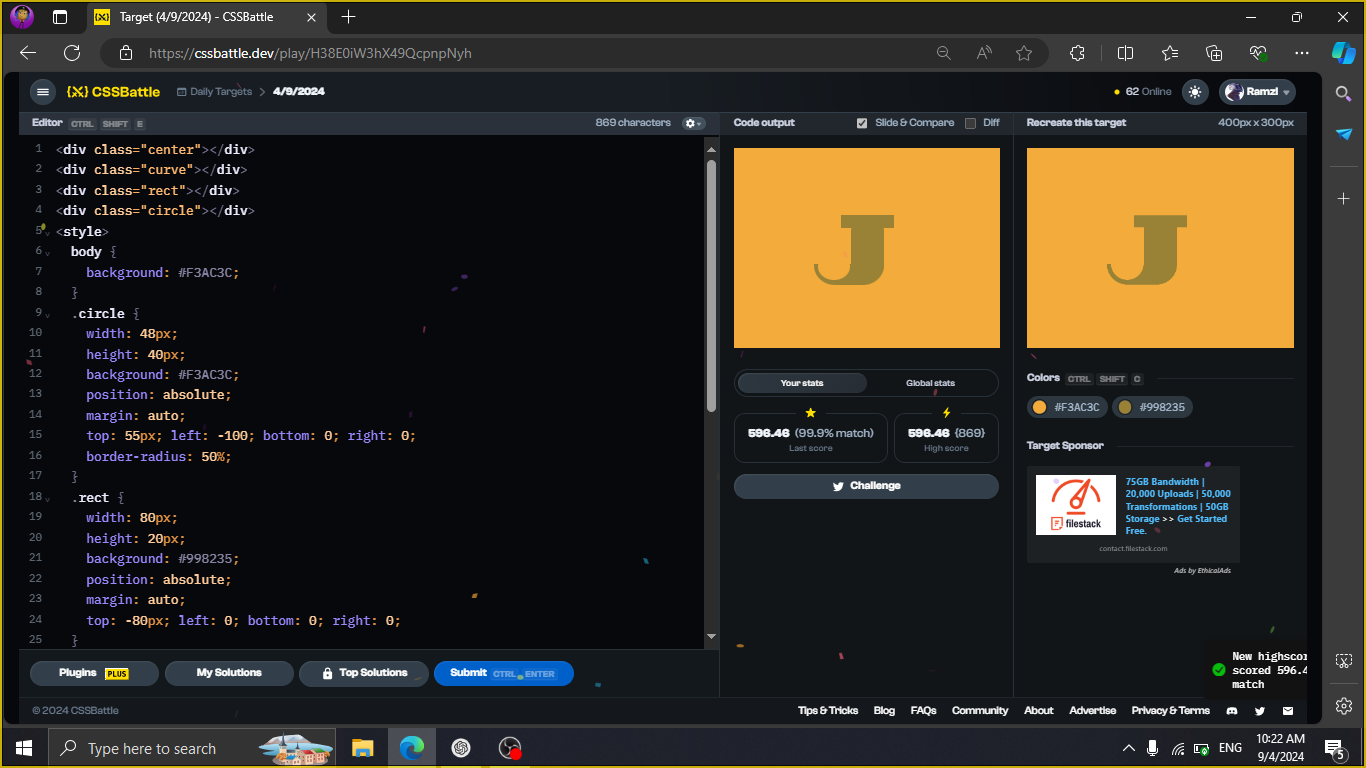 Target (4/9/2024) - CSSBattle
https://cssbattle.dev/play/H38E0iW3hX49QcpnpNyh
{X} CSSBattle
Daily Targets > 4/9/2024
62 Online
Ramzi
Editor CTRL SHIFT E
869 characters
Code output
Slide & Compare
Diff
Recreate this target
400px x 300px
1 <div class="center"></div>
2 <div class="curve"></div>
3 <div class="rect"></div>
4 <div class="circle"></div>
5 <style>
6 body {
7 background: #F3AC3C;
8 }
9 .circle {
10 width: 48px;
11 height: 40px;
12 background: #F3AC3C;
13 position: absolute;
14 margin: auto;
15 top: 55px; left: -100; bottom: 0; right: 0;
16 border-radius: 50%;
17 }
18 .rect {
19 width: 80px;
20 height: 20px;
21 background: #998235;
22 position: absolute;
23 margin: auto;
24 top: -80px; left: 0; bottom: 0; right: 0;
25 }
J
J
Your stats
Global stats
596.46 (99.9% match)
Last score
596.46 {869}
High score
Challenge
Colors CTRL SHIFT C
#F3AC3C
#998235
Target Sponsor
filestack
75GB Bandwidth |
20,000 Uploads | 50,000
Transformations | 50GB
Storage >> Get Started
Free.
contact.filestack.com
Ads by EthicalAds
New highscor
scored 596.4
match
Plugins PLUS
My Solutions
Top Solutions
Submit CTRL ENTER
© 2024 CSSBattle
Tips & Tricks
Blog
FAQs
Community
About
Advertise
Privacy & Terms
Type here to search
ENG
10:22 AM
9/4/2024
5